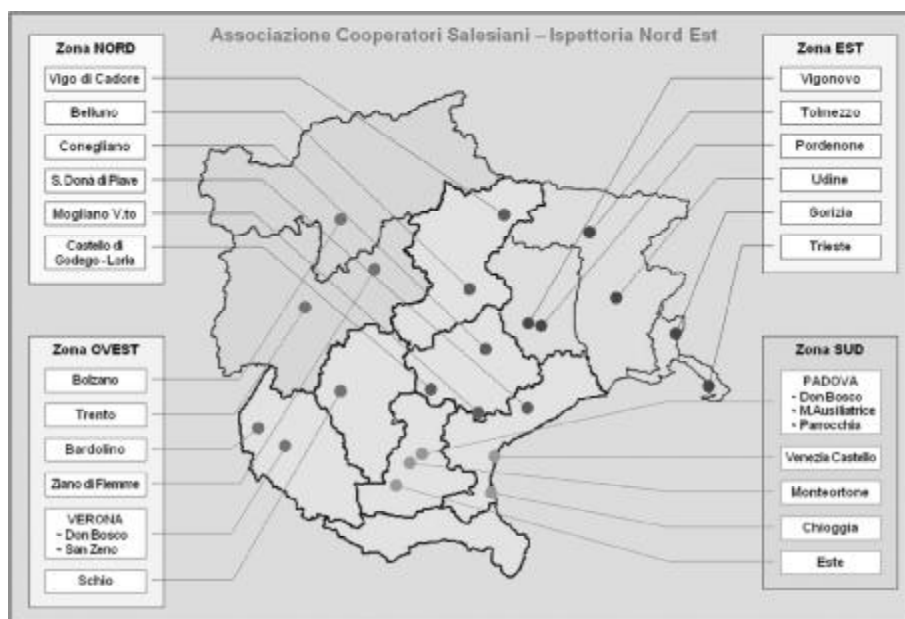 Associazione Cooperatori Salesiani – Ispettoria Nord Est
Zona NORD
Vigo di Cadore
Belluno
Conegliano
S. Donà di Piave
Mogliano V.to
Castello di
Godego - Loria
Zona OVEST
Bolzano
Trento
Bardolino
Ziano di Fiemme
VERONA
- Don Bosco
- San Zeno
Schio
Zona EST
Vigonovo
Tolmezzo
Pordenone
Udine
Gorizia
Trieste
Zona SUD
PADOVA
- Don Bosco
- M.Ausiliatrice
- Parrocchia
Venezia Castello
Monteortone
Chioggia
Este